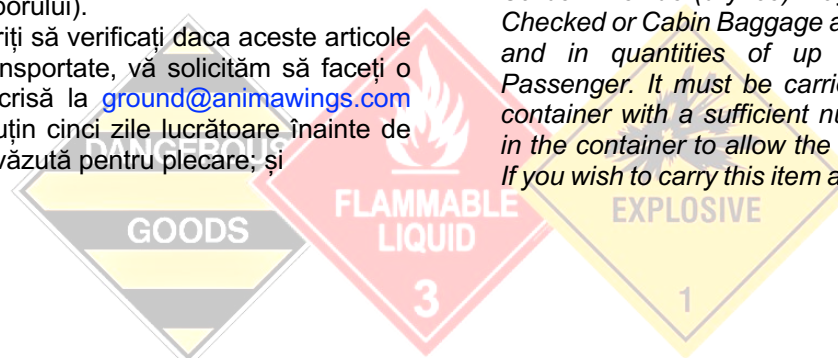 porului).
riți să verificați daca aceste articole
nsportate, vă solicităm să faceți o
crisă la ground@animawings.com
uțin cinci zile lucrătoare înainte de
văzută pentru plecare; și
Checked or Cabin Baggage a
and in quantities of up
Passenger. It must be carrie
container with a sufficient nu
in the container to allow the
If you wish to carry this item a
DANGEROUS
GOODS
FLAMMABLE
LIQUID
3
EXPLOSIVE
1